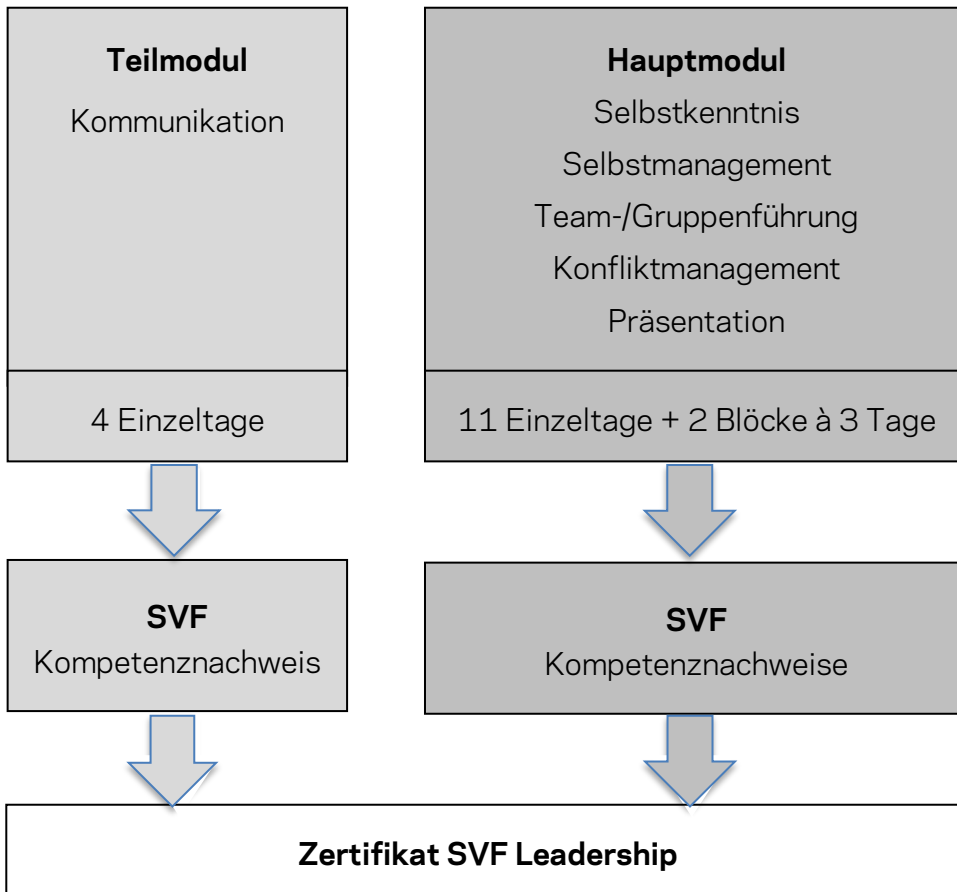 Teilmodul
Kommunikation
4 Einzeltage
Hauptmodul
Selbstkenntnis
Selbstmanagement
Team-/Gruppenführung
Konfliktmanagement
Präsentation
11 Einzeltage + 2 Blöcke à 3 Tage
SVF
Kompetenznachweis
SVF
Kompetenznachweise
Zertifikat SVF Leadership